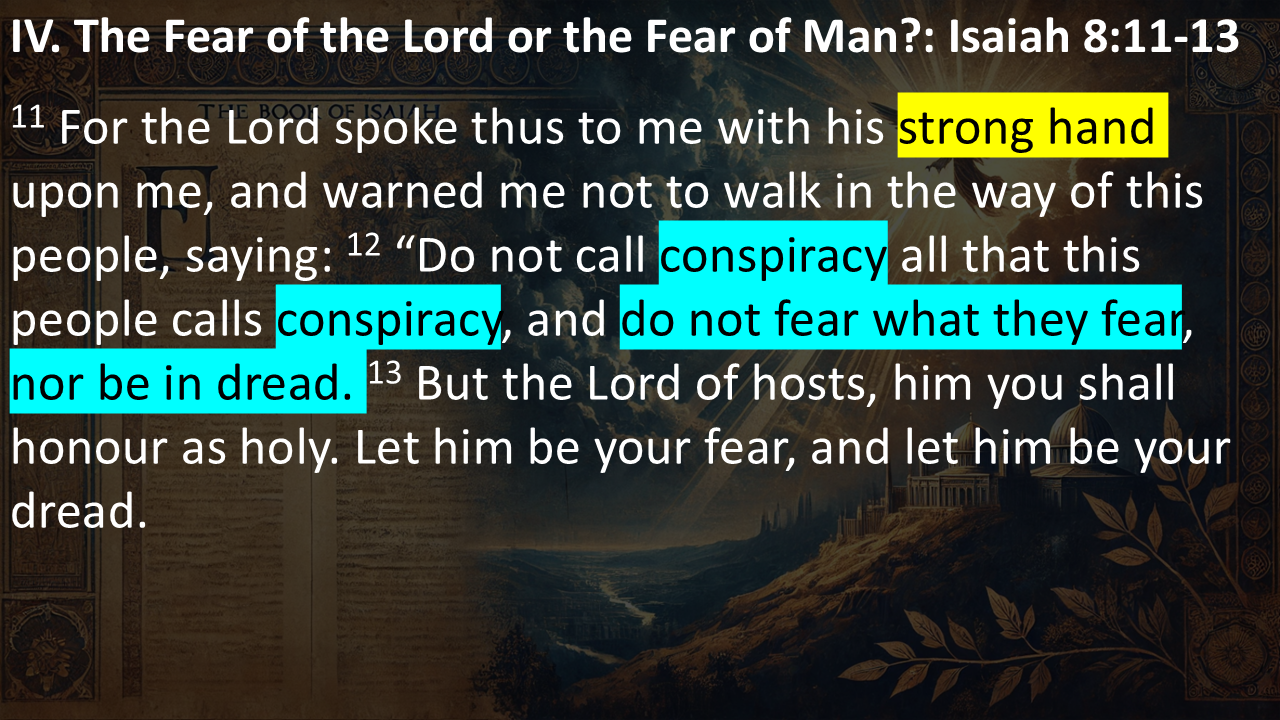 IV. The Fear of the Lord or the Fear of Man?: Isaiah 8:11-13
THE BOOK OF ISAIAH
11 For the Lord spoke thus to me with his strong hand
upon me, and warned me not to walk in the way of this
people, saying: 12 “Do not call conspiracy all that this
people calls conspiracy, and do not fear what they fear,
nor be in dread. 13 But the Lord of hosts, him you shall
honour as holy. Let him be your fear, and let him be your
dread.